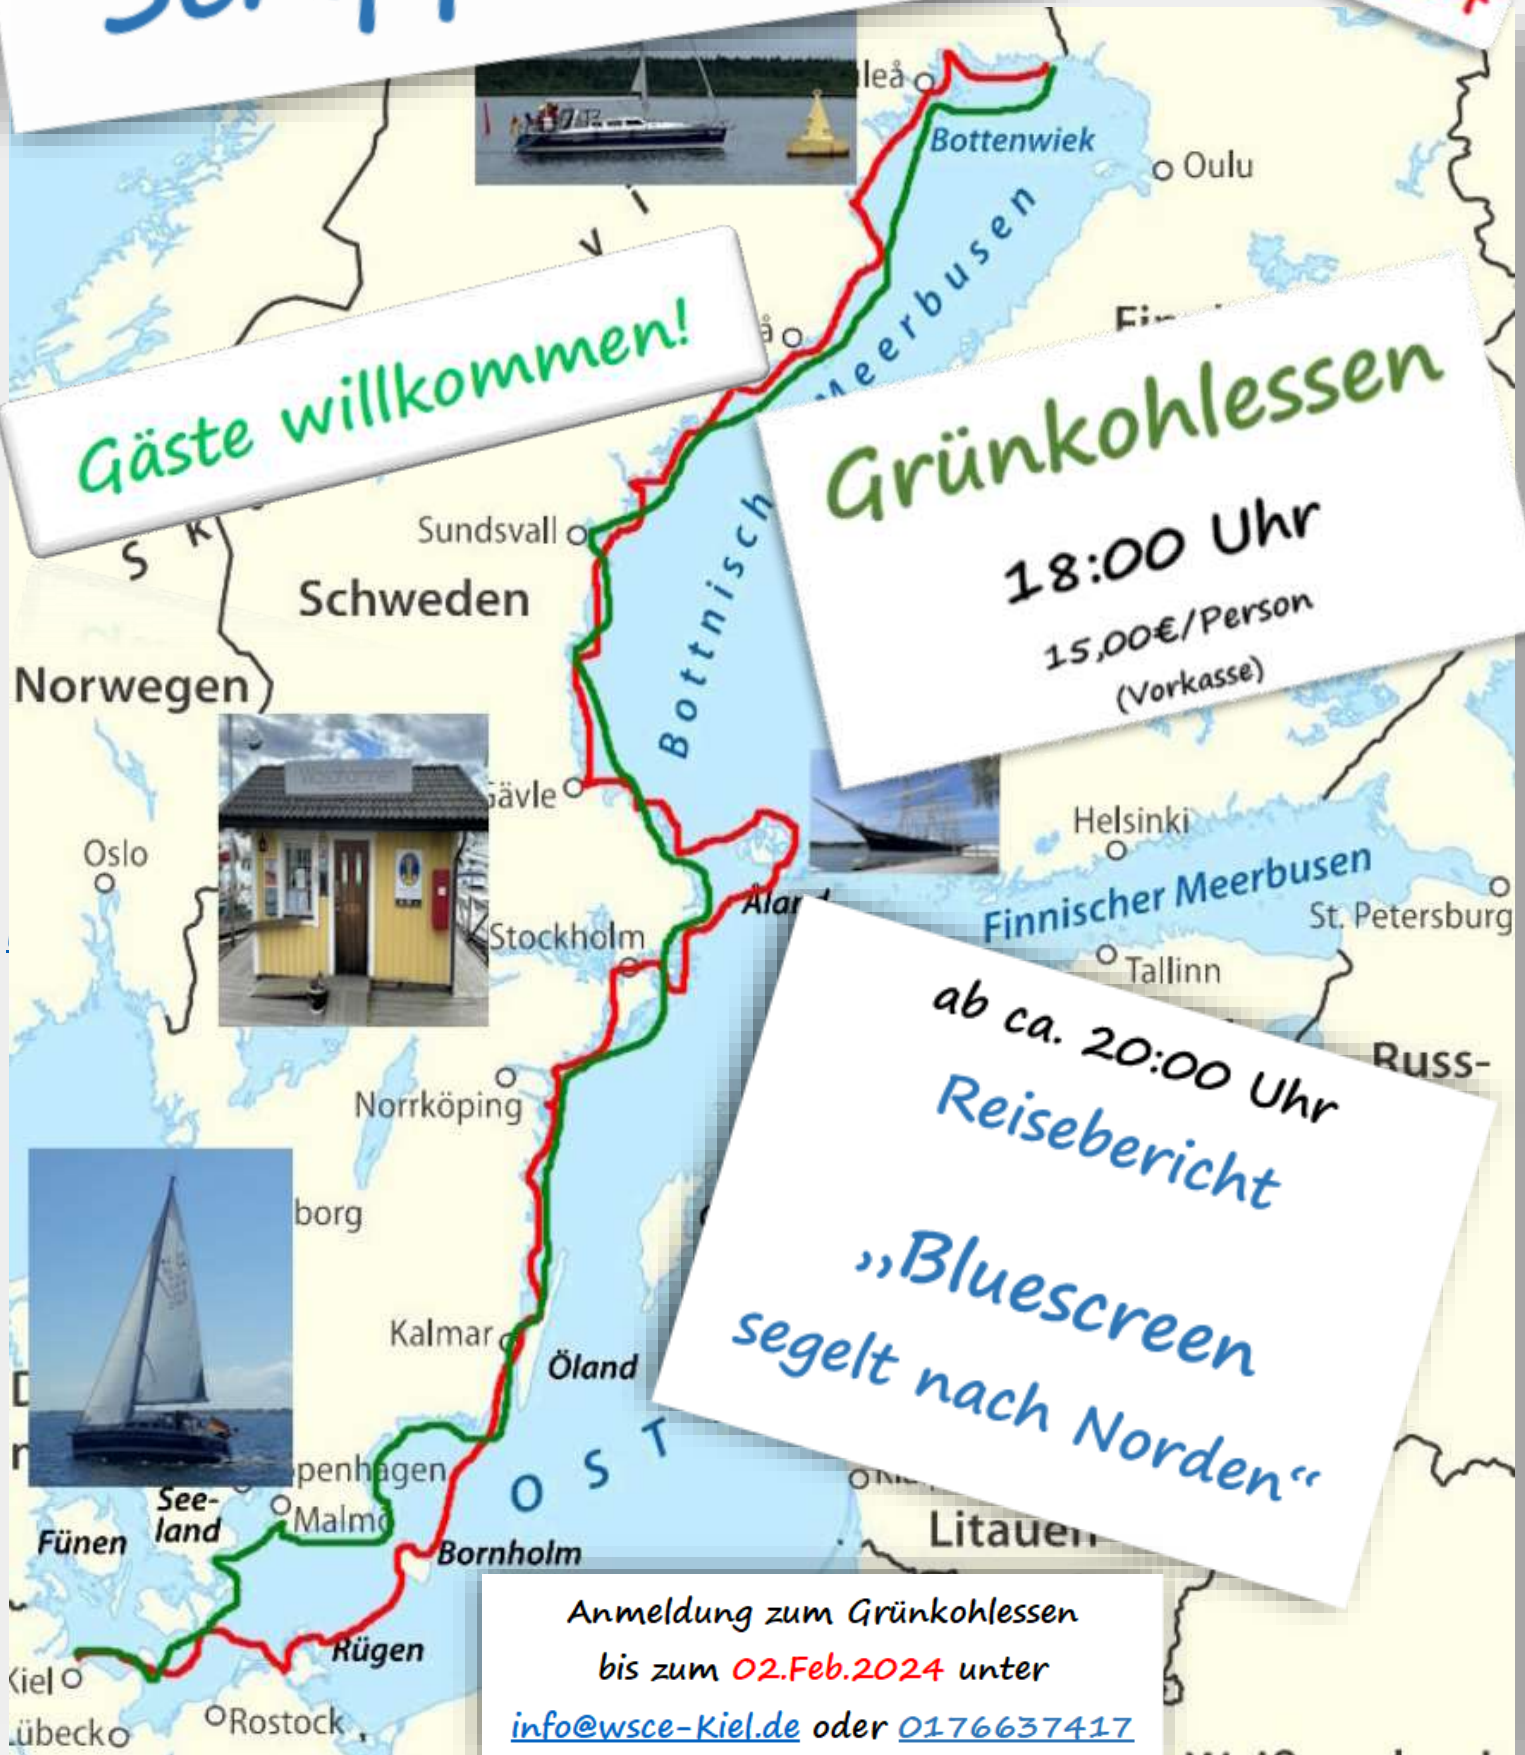 Bottenwiek
Oulu
Meerbusen
Gäste willkommen!
Grünkohlessen
18:00 Uhr
15,00€/Person
(Vorkasse)
Sundsvall
Schweden
Bottnisch
Norwegen
Helsinki
Oslo
Finnischer Meerbusen
St. Petersburg
Stockholm
Tallinn
ab ca. 20:00 Uhr
Russ-
Reisebericht
Norrköping
„Bluescreen
segelt nach Norden“
Kalmar
Öland
OST
See-
land
Fünen
Litauen
Bornholm
Rügen
Rostock
Anmeldung zum Grünkohlessen
bis zum 02.Feb.2024 unter
info@wsce-Kiel.de oder 0176637417